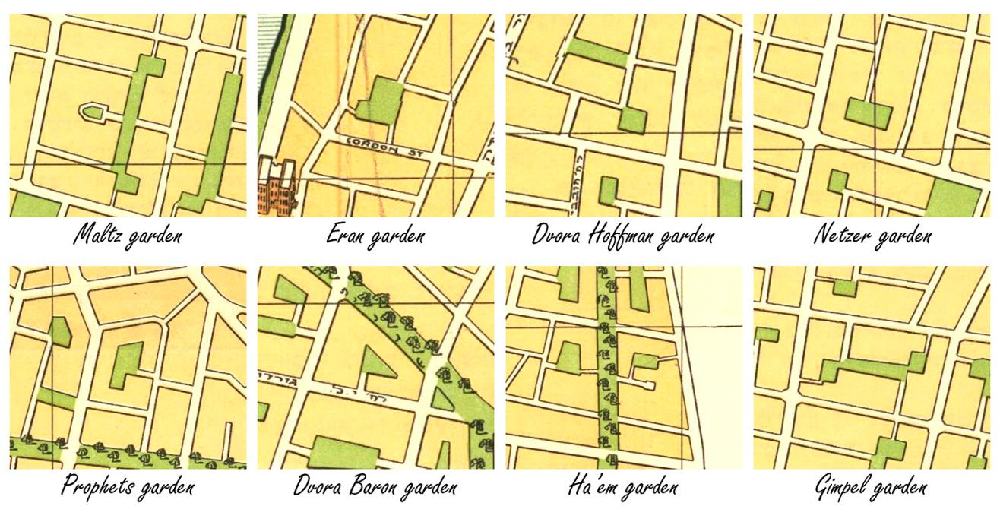 Maltz garden
GORDON ST
Eran garden
Dvora Hoffman garden
Netzer garden
Prophets garden
Dvora Baron garden
Ha'em garden
Gimpel garden